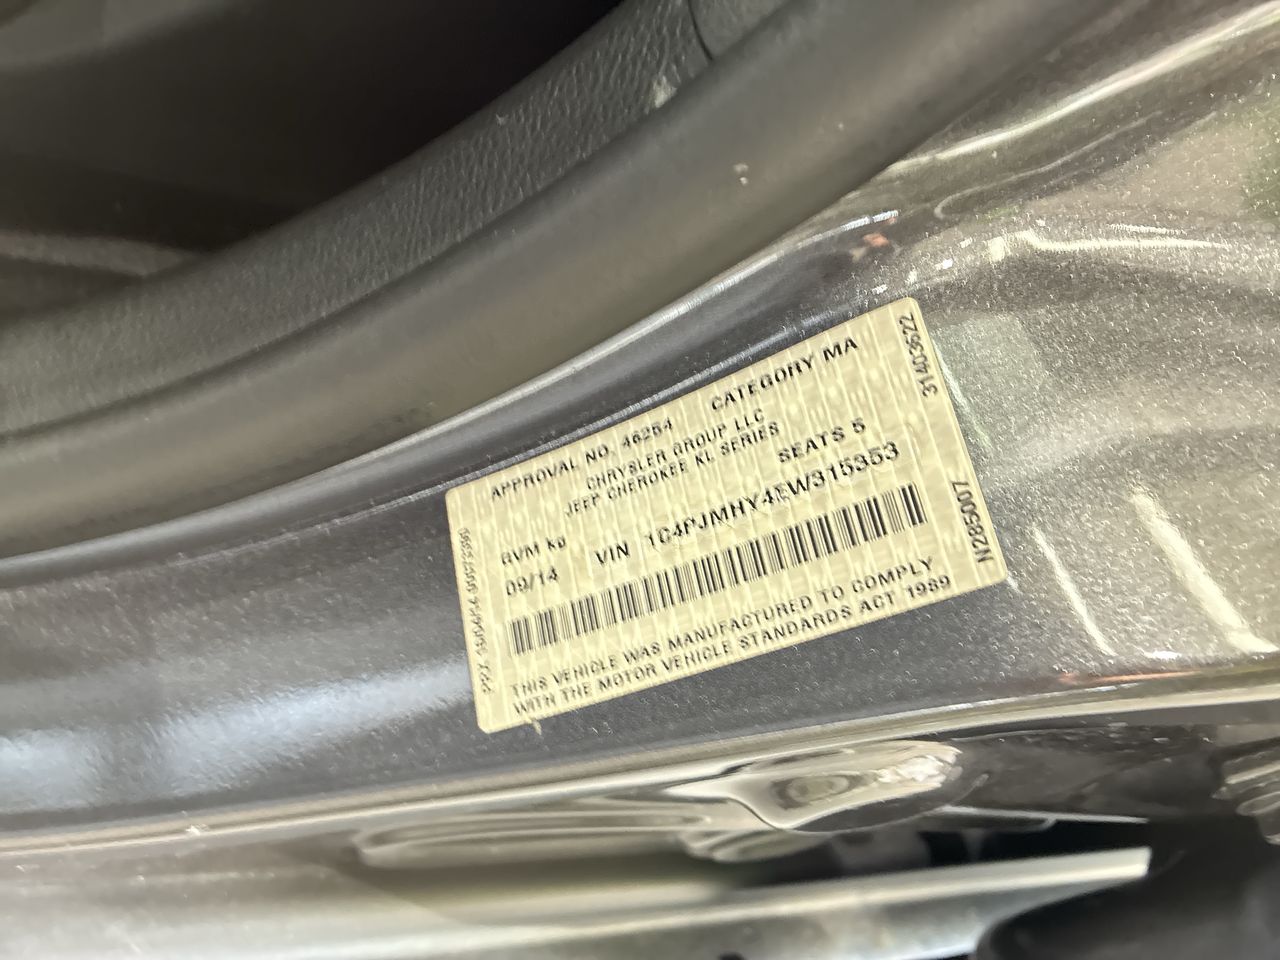 APPROVAL NO. 46254 CATEGORY MA
CHRYSLER GROUP LLC
JEEP CHEROKEE KL SERIES
GVM KG SEATS 5
09/14 VIN 1C4PJMHY4EW315353
THIS VEHICLE WAS MANUFACTURED TO COMPLY
WITH THE MOTOR VEHICLE STANDARDS ACT 1989
31403622
N285007